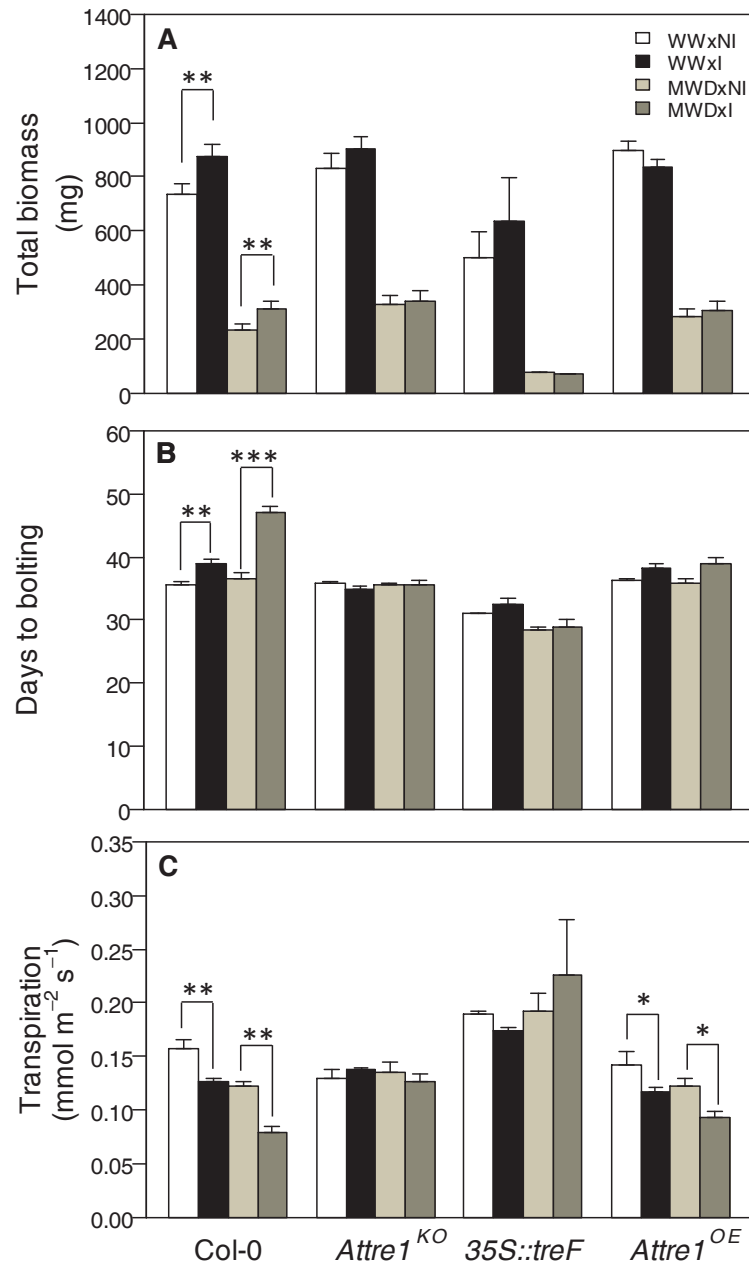 A
1400
1200
1000
800
600
400
200
0
Total biomass
(mg)
WWxNI
WWxI
MWDxNI
MWDxI
**
**
B
60
50
40
30
20
10
0
Days to bolting
**
***
C
0.35
0.30
0.25
0.20
0.15
0.10
0.05
0.00
Transpiration
(mmol m⁻² s⁻¹)
**
**
*
*
Col-0 Attre1ᴷᴼ 35S::treF Attre1ᴼᴱ